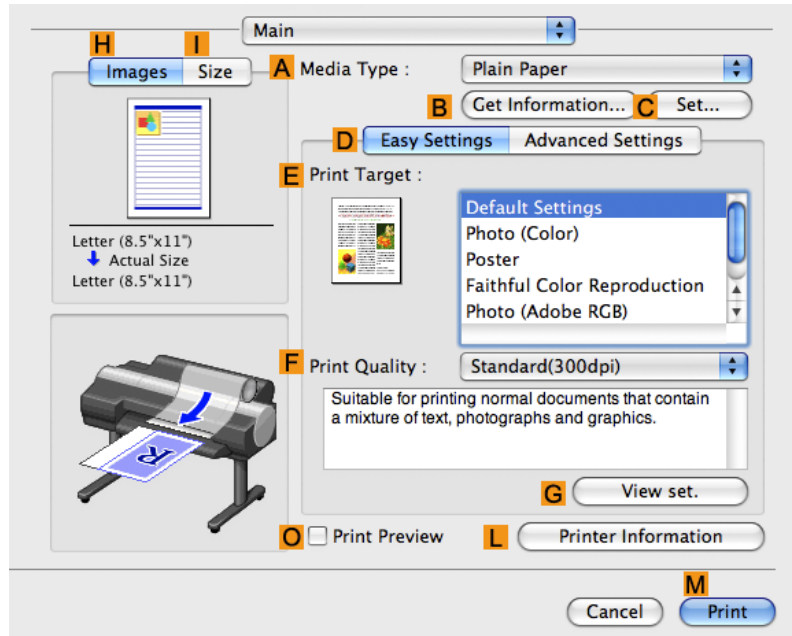 Main
H
I
Images Size
A Media Type : Plain Paper
B Get Information... C Set...
D Easy Settings Advanced Settings
E Print Target :
Default Settings
Photo (Color)
Poster
Faithful Color Reproduction
Photo (Adobe RGB)
Letter (8.5"x11")
Actual Size
Letter (8.5"x11")
F Print Quality : Standard(300dpi)
Suitable for printing normal documents that contain
a mixture of text, photographs and graphics.
R
G View set.
O Print Preview L Printer Information
M
Cancel Print